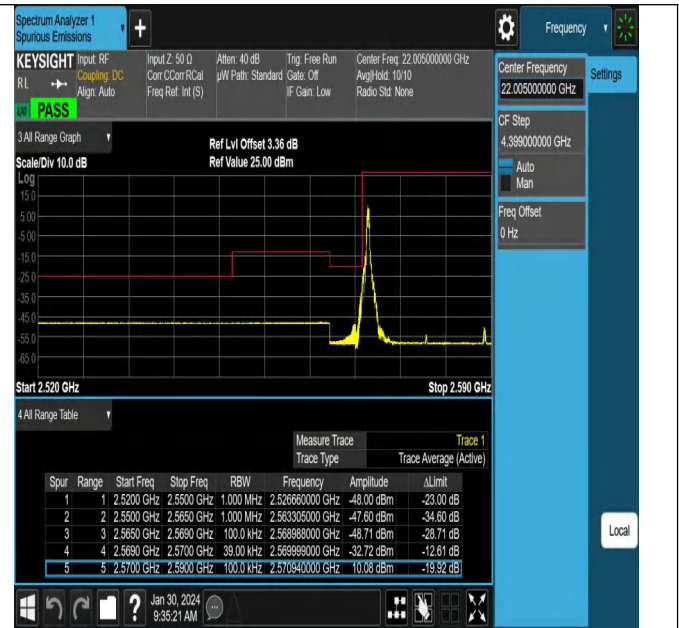 Spectrum Analyzer 1
Spurious Emissions
Frequency
KEYSIGHT Input: RF Input Z: 50 Ω Atten: 40 dB Trig: Free Run Center Freq: 22.005000000 GHz
RL Coupling: DC Corr CCorr RCal µW Path: Standard Gate: Off Avg|Hold: 10/10
Align: Auto Freq Ref: Int (S) IF Gain: Low Radio Std: None
PASS
Center Frequency
22.005000000 GHz
Settings
CF Step
4.399000000 GHz
Auto
Man
Freq Offset
0 Hz
3 All Range Graph
Ref Lvl Offset 3.36 dB
Scale/Div 10.0 dB Ref Value 25.00 dBm
Log
15.0
5.00
-5.00
-15.0
-25.0
-35.0
-45.0
-55.0
-65.0
Start 2.520 GHz Stop 2.590 GHz
4 All Range Table
Measure Trace Trace 1
Trace Type Trace Average (Active)
Spur Range Start Freq Stop Freq RBW Frequency Amplitude ΔLimit
1 1 2.5200 GHz 2.5500 GHz 1.000 MHz 2.526660000 GHz -48.00 dBm -23.00 dB
2 2 2.5500 GHz 2.5650 GHz 1.000 MHz 2.563305000 GHz -47.60 dBm -34.60 dB
3 3 2.5650 GHz 2.5690 GHz 100.0 kHz 2.568988000 GHz -48.71 dBm -28.71 dB
4 4 2.5690 GHz 2.5700 GHz 39.00 kHz 2.569999000 GHz -32.72 dBm -12.61 dB
5 5 2.5700 GHz 2.5900 GHz 100.0 kHz 2.570940000 GHz 10.08 dBm -19.92 dB
Local
? Jan 30, 2024
9:35:21 AM